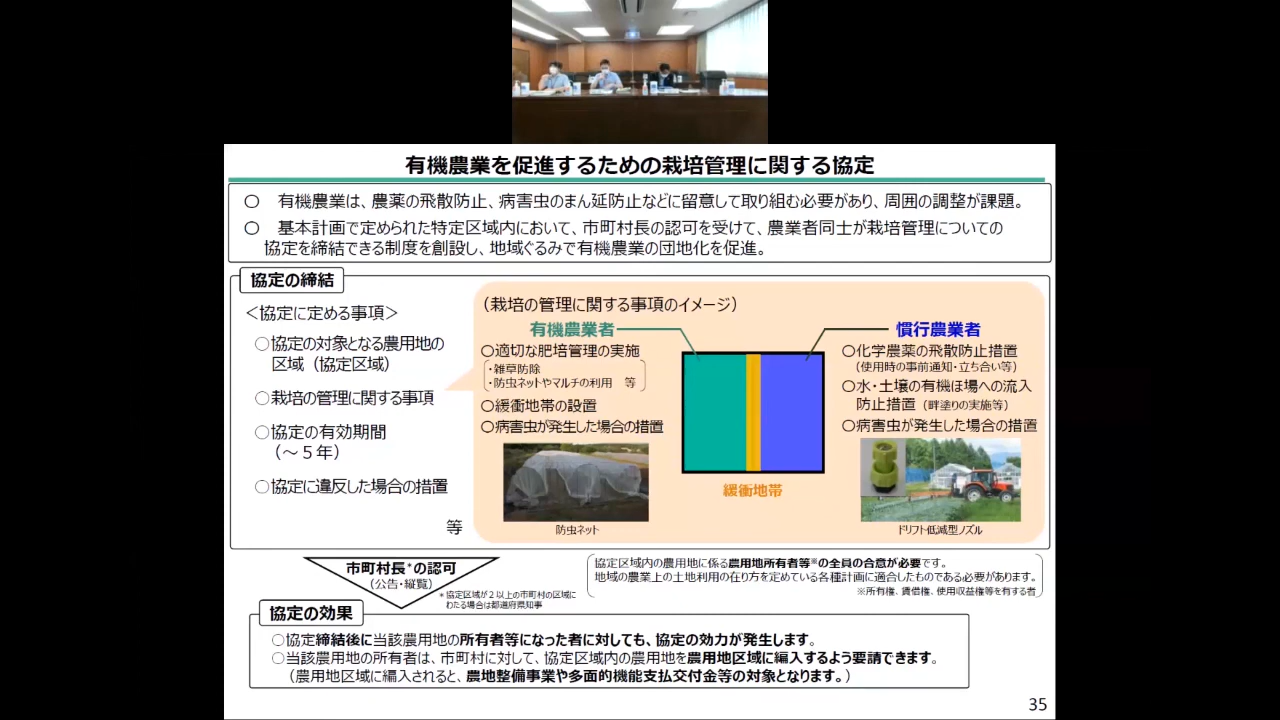 有機農業を促進するための栽培管理に関する協定
○ 有機農業は、農薬の飛散防止、病害虫のまん延防止などに留意して取り組む必要があり、周囲の調整が課題。
○ 基本計画で定められた特定区域内において、市町村長の認可を受けて、農業者同士が栽培管理についての
協定を締結できる制度を創設し、地域ぐるみで有機農業の団地化を促進。
協定の締結
＜協定に定める事項＞
○協定の対象となる農用地の
区域（協定区域）
○栽培の管理に関する事項
○協定の有効期間
（～５年）
○協定に違反した場合の措置
等
（栽培の管理に関する事項のイメージ）
有機農業者
○適切な肥培管理の実施
・雑草防除
・防虫ネットやマルチの利用 等
○緩衝地帯の設置
○病害虫が発生した場合の措置
防虫ネット
緩衝地帯
慣行農業者
○化学農薬の飛散防止措置
（使用時の事前通知・立ち合い等）
○水・土壌の有機ほ場への流入
防止措置（畔塗りの実施等）
○病害虫が発生した場合の措置
ドリフト低減型ノズル
市町村長*の認可
（公告・縦覧）
*協定区域が２以上の市町村の区域に
わたる場合は都道府県知事
協定区域内の農用地に係る農用地所有者等※の全員の合意が必要です。
地域の農業上の土地利用の在り方を定めている各種計画に適合したものである必要があります。
※所有権、賃借権、使用収益権等を有する者
協定の効果
○協定締結後に当該農用地の所有者等になった者に対しても、協定の効力が発生します。
○当該農用地の所有者は、市町村に対して、協定区域内の農用地を農用地区域に編入するよう要請できます。
（農用地区域に編入されると、農地整備事業や多面的機能支払交付金等の対象となります。）
35